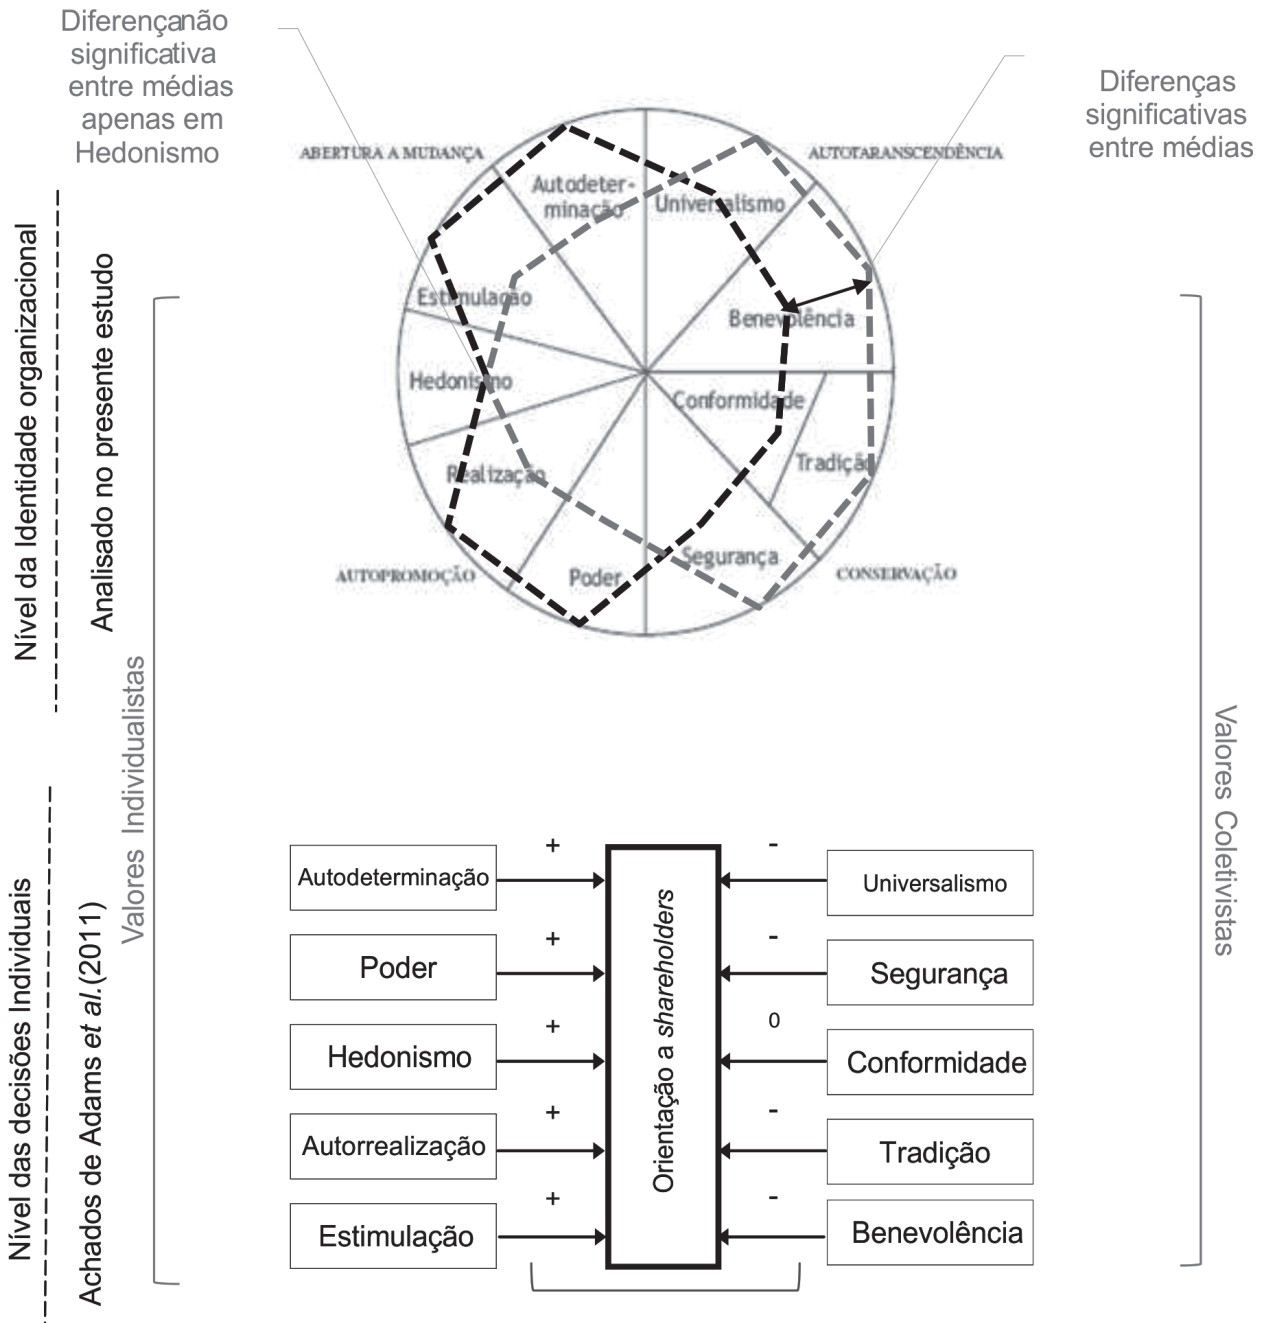 Diferençanão
significativa
entre médias
apenas em
Hedonismo
Diferenças
significativas
entre médias
ABERTURA A MUDANÇA
AUTOTARANSCENDÊNCIA
Autodeter-
minação
Universalismo
Estimulação
Benevolência
Hedonismo
Conformidade
Realização
Tradição
Segurança
Poder
AUTOPROMOÇÃO
CONSERVAÇÃO
Nível da Identidade organizacional
Analisado no presente estudo
Valores Individualistas
Valores Coletivistas
Nível das decisões Individuais
Achados de Adams et al.(2011)
+
-
Autodeterminação
Universalismo
+
-
Poder
Segurança
+
0
Hedonismo
Conformidade
+
-
Autorrealização
Tradição
+
-
Estimulação
Benevolência
Orientação a shareholders